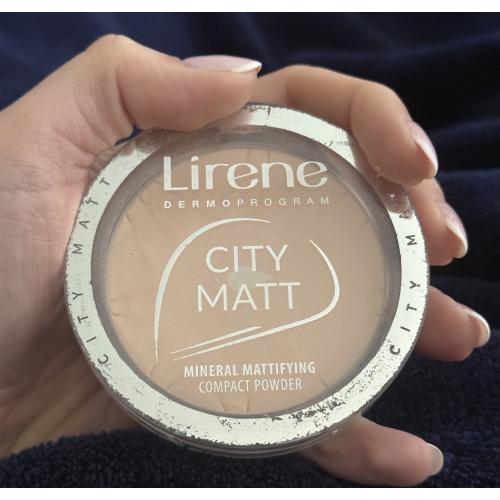 Lirene
DERMOPROGRAM
CITY
MATT
MINERAL MATTIFYING
COMPACT POWDER
CITY MATT
CITY M